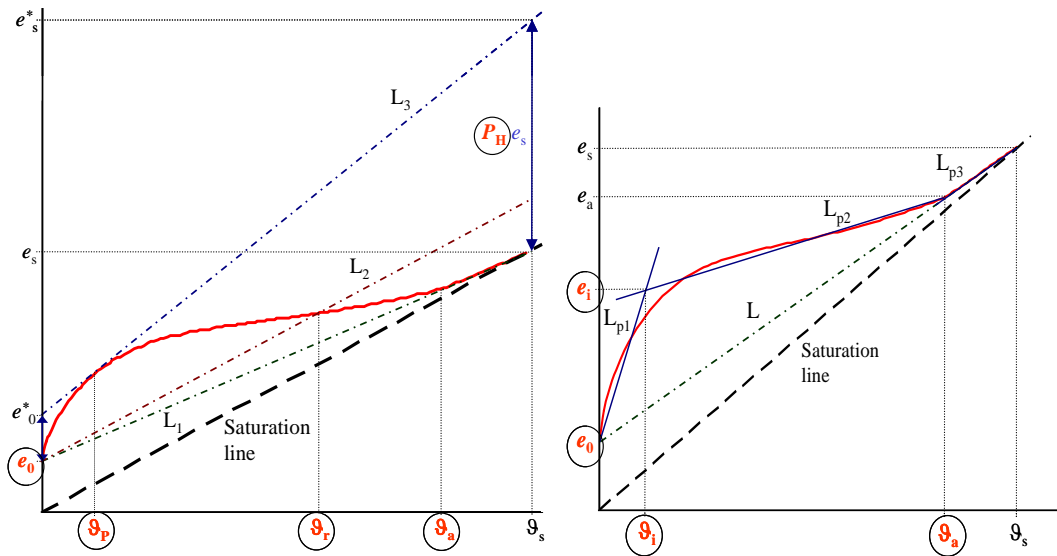 e*s
L3
PH es
es
L2
e*0
L1
Saturation
line
e0
ϑP
ϑr
ϑa
ϑs
es
Lp3
ea
Lp2
ei
Lp1
L
Saturation
line
e0
ϑi
ϑa
ϑs